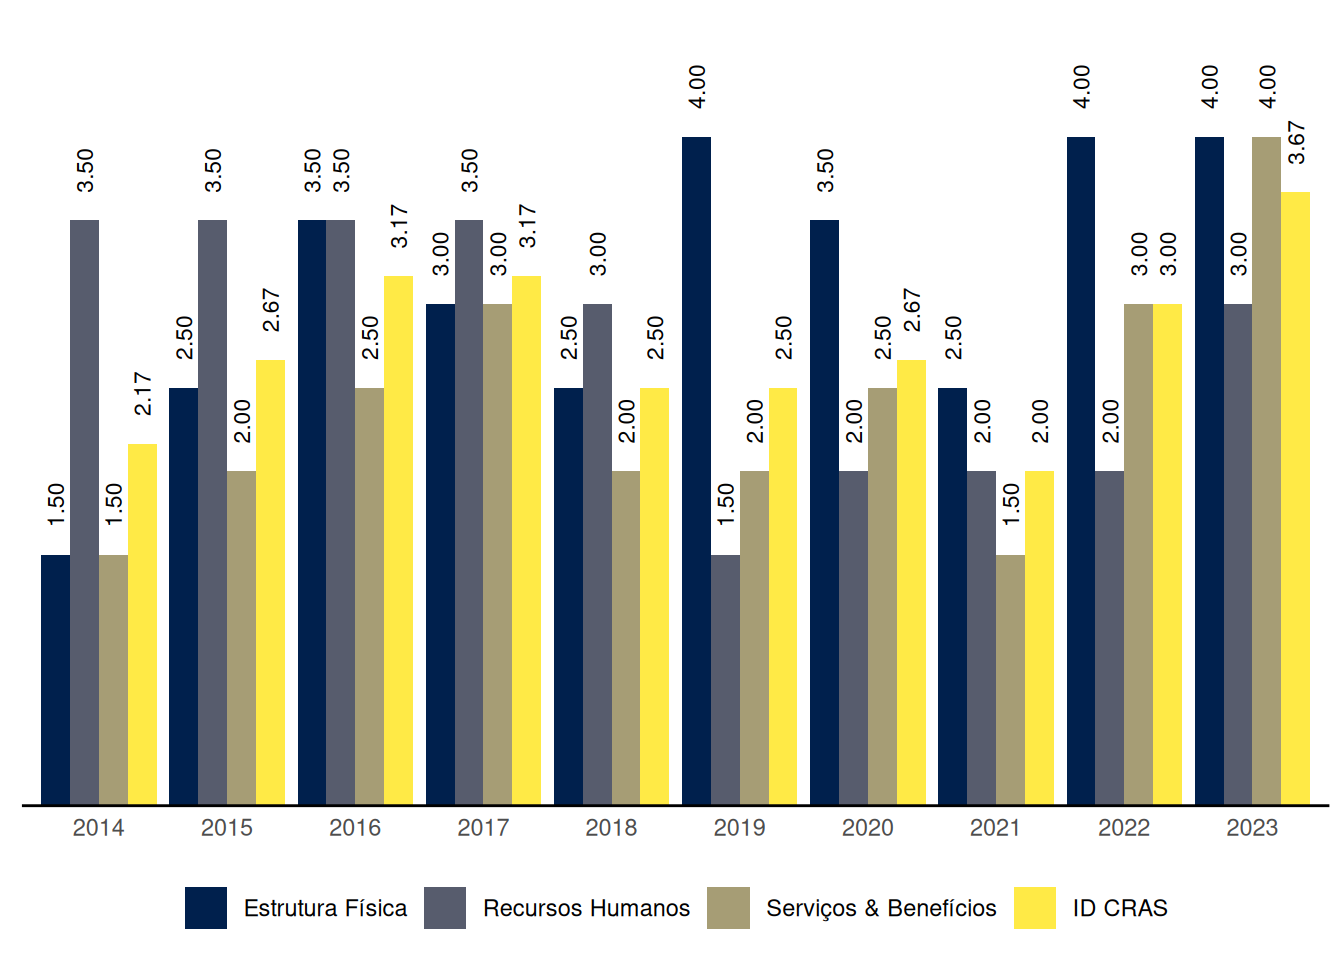 4.00 4.00 4.00 4.00
3.67
3.50 3.50 3.50 3.50 3.50 3.50
3.17 3.17
3.00 3.00 3.00 3.00 3.00 3.00
2.67 2.67
2.50 2.50 2.50 2.50 2.50 2.50 2.50
2.17
2.00 2.00 2.00 2.00 2.00 2.00 2.00
1.50 1.50 1.50 1.50
2014 2015 2016 2017 2018 2019 2020 2021 2022 2023
Estrutura Física Recursos Humanos Serviços & Benefícios ID CRAS